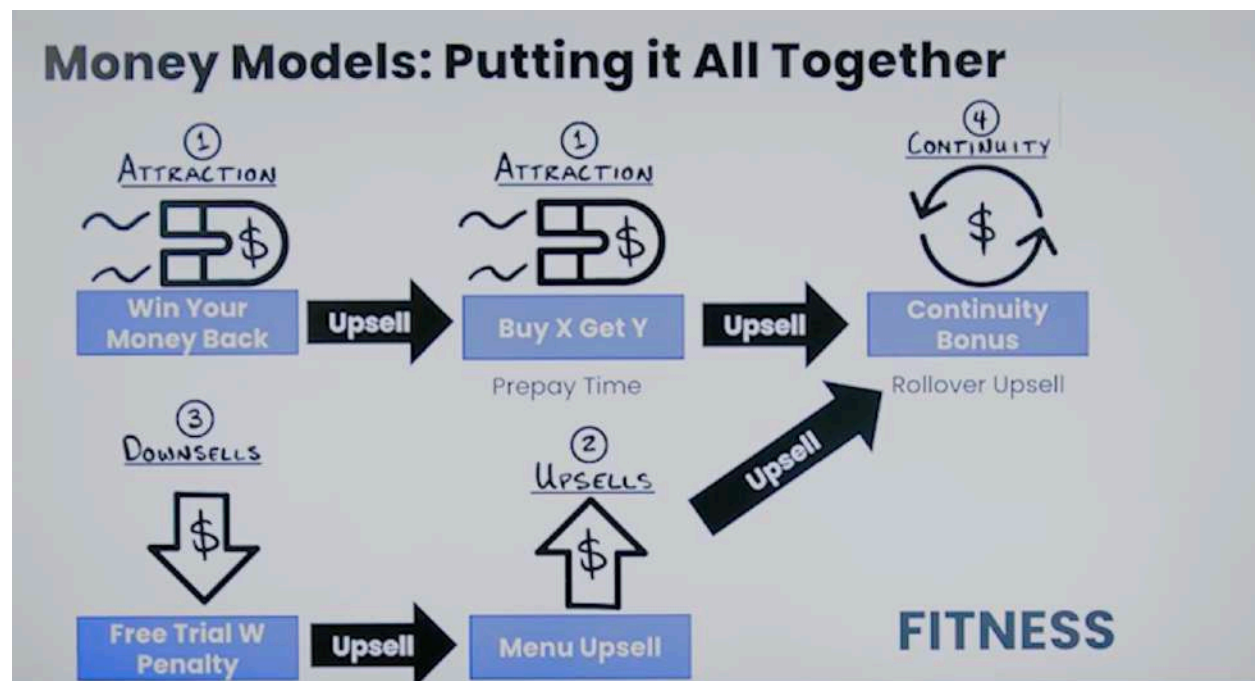 Money Models: Putting it All Together
1
ATTRACTION
$
Win Your
Money Back
Upsell
1
ATTRACTION
$
Buy X Get Y
Prepay Time
Upsell
4
CONTINUITY
$
Continuity
Bonus
Rollover Upsell
3
DOWNSELLS
$
Free Trial W
Penalty
Upsell
2
UPSELLS
$
Menu Upsell
Upsell
FITNESS